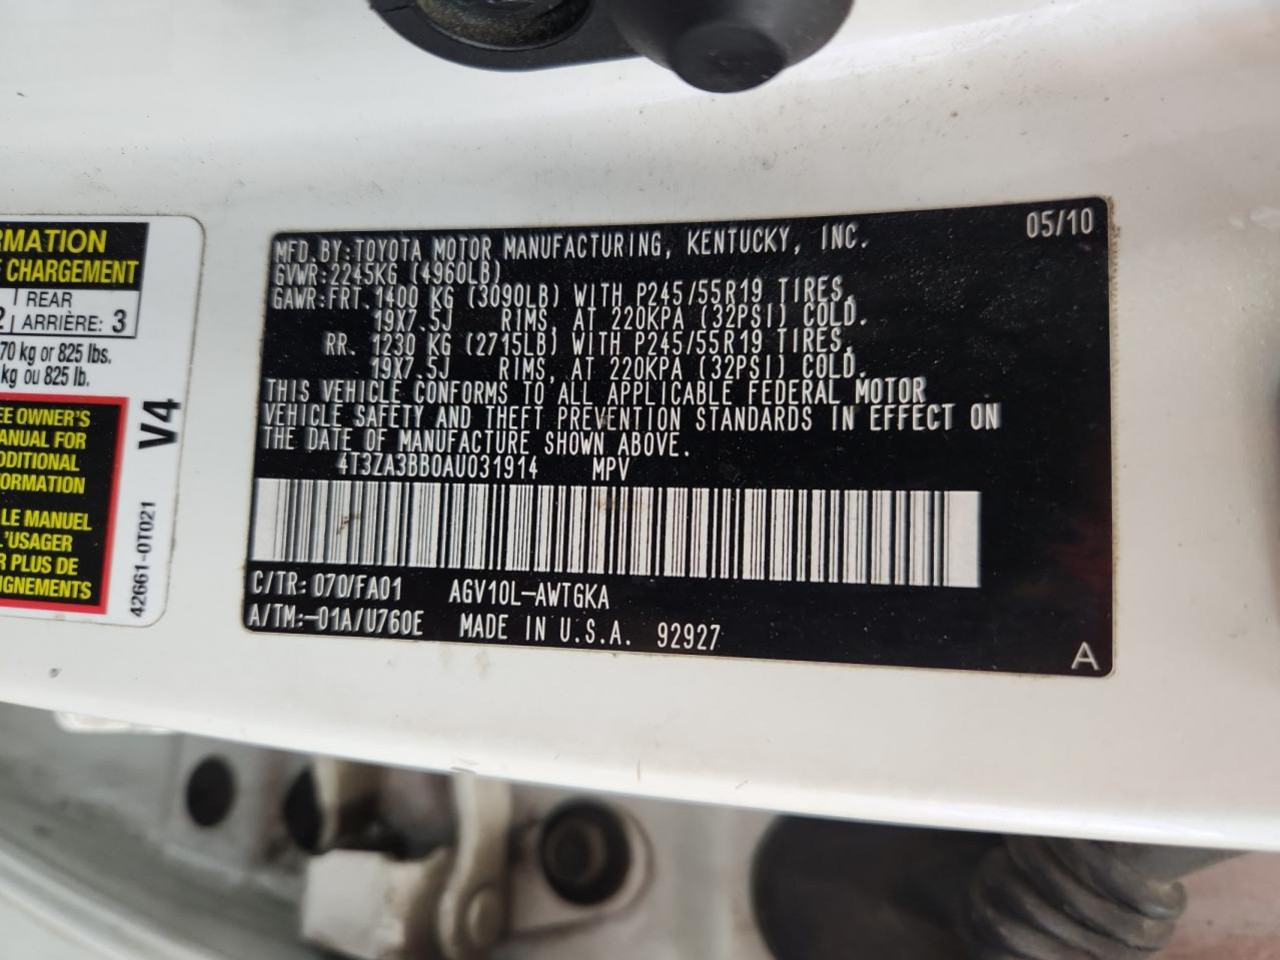 RMATION
E CHARGEMENT
2 | REAR
ARRIÈRE: 3
70 kg or 825 lbs.
kg ou 825 lb.
EE OWNER'S
ANUAL FOR
DDITIONAL
FORMATION
LE MANUEL
L'USAGER
R PLUS DE
IGNEMENTS
V4
42661-0T021
05/10
MFD.BY:TOYOTA MOTOR MANUFACTURING, KENTUCKY, INC.
GVWR:2245KG (4960LB)
GAWR:FRT.1400 KG (3090LB) WITH P245/55R19 TIRES,
19X7.5J RIMS, AT 220KPA (32PSI) COLD.
RR. 1230 KG (2715LB) WITH P245/55R19 TIRES,
19X7.5J RIMS, AT 220KPA (32PSI) COLD.
THIS VEHICLE CONFORMS TO ALL APPLICABLE FEDERAL MOTOR
VEHICLE SAFETY AND THEFT PREVENTION STANDARDS IN EFFECT ON
THE DATE OF MANUFACTURE SHOWN ABOVE.
4T3ZA3BB0AU031914 MPV
C/TR: 070/FA01 AGV10L-AWTGKA
A/TM:-01A/U760E MADE IN U.S.A. 92927
A